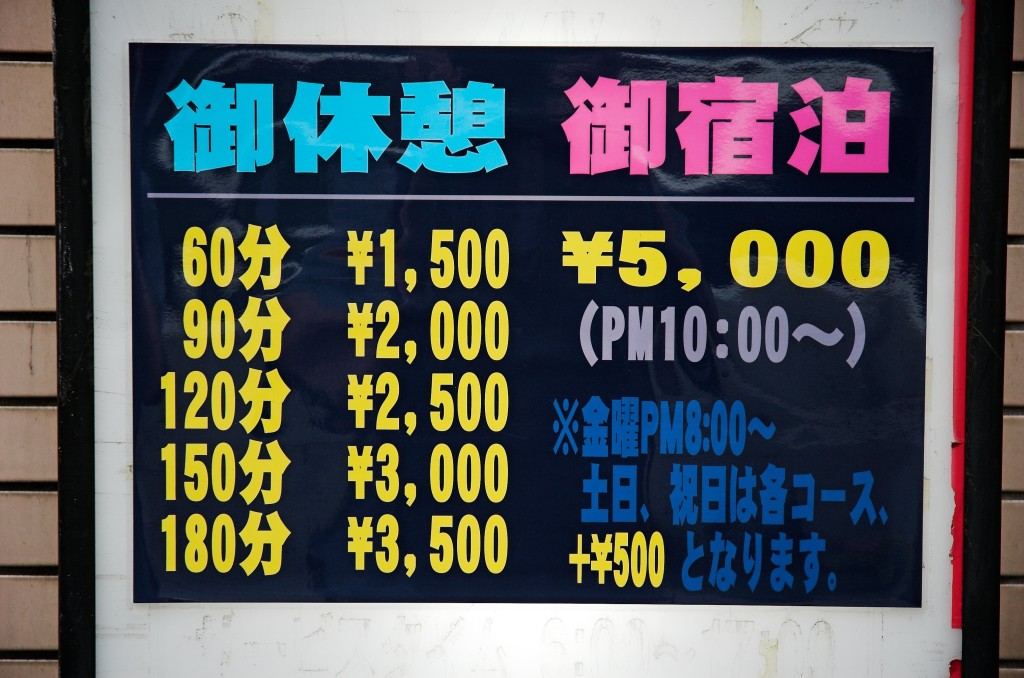 御休憩 御宿泊
60分 ¥1,500 ¥5,000
90分 ¥2,000 (PM10:00〜)
120分 ¥2,500
150分 ¥3,000
180分 ¥3,500
※金曜PM8:00〜
土日、祝日は各コース、
+¥500 となります。